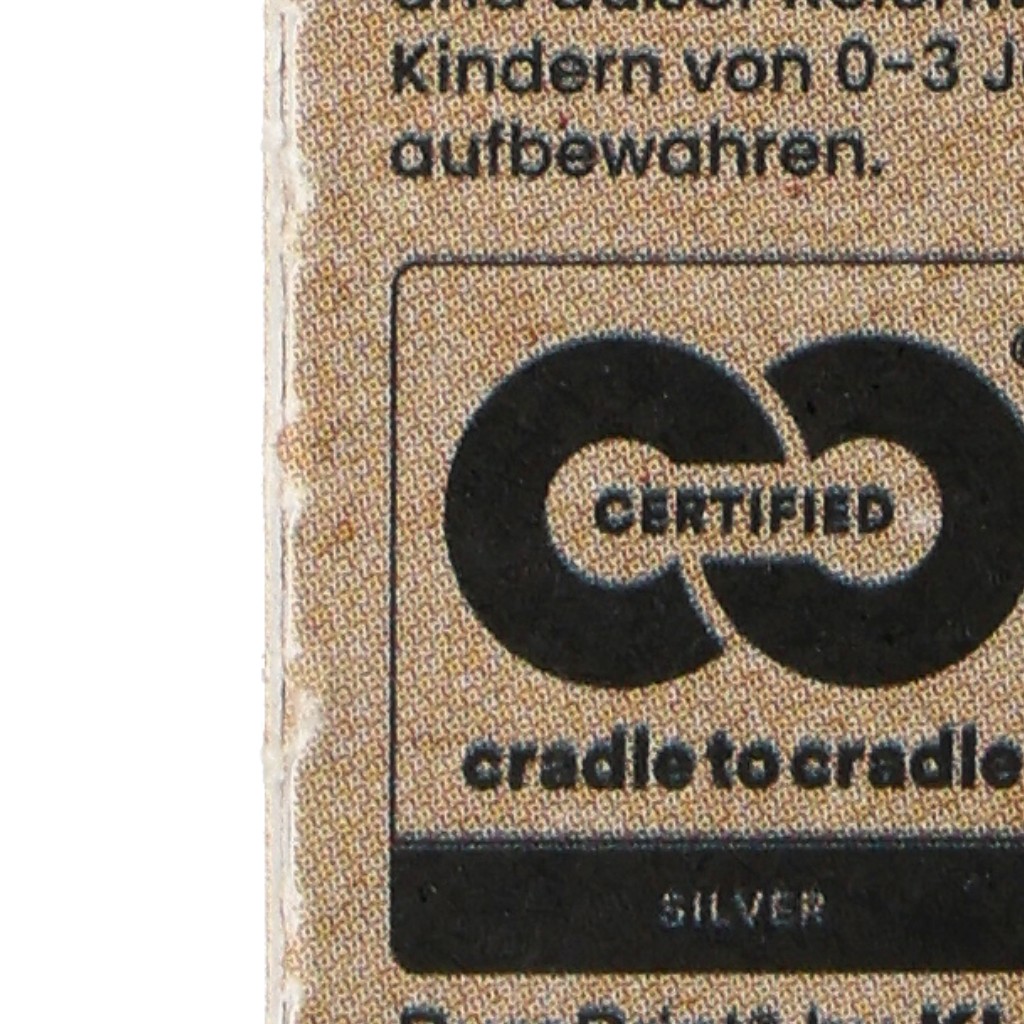 Kindern von 0-3
aufbewahren.
CERTIFIED
cradle to cradle
SILVER